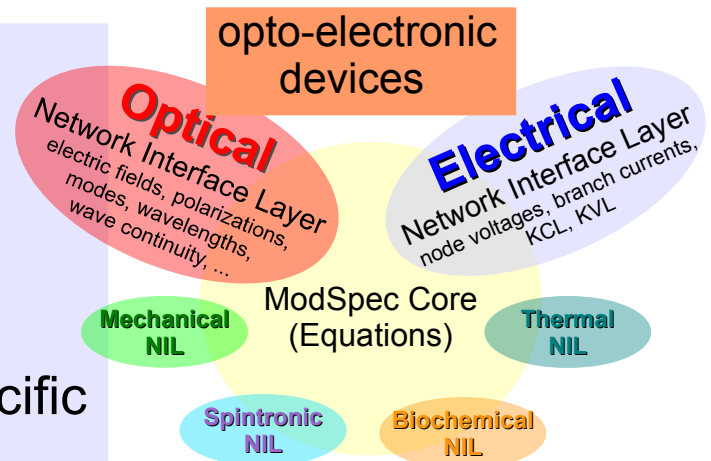 opto-electronic
devices
Optical
Network Interface Layer
electric fields, polarizations,
modes, wavelengths,
wave continuity, ...
Electrical
Network Interface Layer
node voltages, branch currents,
KCL, KVL
ModSpec Core
(Equations)
Mechanical
NIL
Thermal
NIL
cific
Spintronic
NIL
Biochemical
NIL